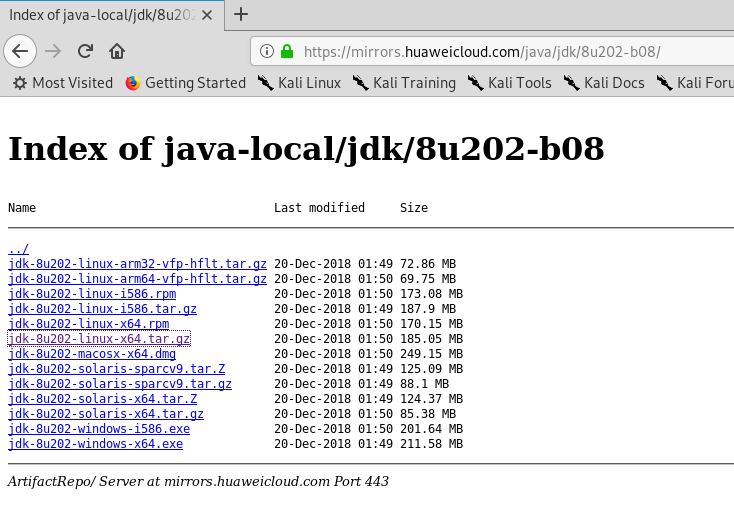 Index of java-local/jdk/8u202
https://mirrors.huaweicloud.com/java/jdk/8u202-b08/
Most Visited Getting Started Kali Linux Kali Training Kali Tools Kali Docs Kali Foru
Index of java-local/jdk/8u202-b08
Name Last modified Size
../
jdk-8u202-linux-arm32-vfp-hflt.tar.gz 20-Dec-2018 01:49 72.86 MB
jdk-8u202-linux-arm64-vfp-hflt.tar.gz 20-Dec-2018 01:50 69.75 MB
jdk-8u202-linux-i586.rpm 20-Dec-2018 01:50 173.08 MB
jdk-8u202-linux-i586.tar.gz 20-Dec-2018 01:49 187.9 MB
jdk-8u202-linux-x64.rpm 20-Dec-2018 01:50 170.15 MB
jdk-8u202-linux-x64.tar.gz 20-Dec-2018 01:50 185.05 MB
jdk-8u202-macosx-x64.dmg 20-Dec-2018 01:50 249.15 MB
jdk-8u202-solaris-sparcv9.tar.Z 20-Dec-2018 01:49 125.09 MB
jdk-8u202-solaris-sparcv9.tar.gz 20-Dec-2018 01:49 88.1 MB
jdk-8u202-solaris-x64.tar.Z 20-Dec-2018 01:49 124.37 MB
jdk-8u202-solaris-x64.tar.gz 20-Dec-2018 01:50 85.38 MB
jdk-8u202-windows-i586.exe 20-Dec-2018 01:50 201.64 MB
jdk-8u202-windows-x64.exe 20-Dec-2018 01:49 211.58 MB
ArtifactRepo/ Server at mirrors.huaweicloud.com Port 443